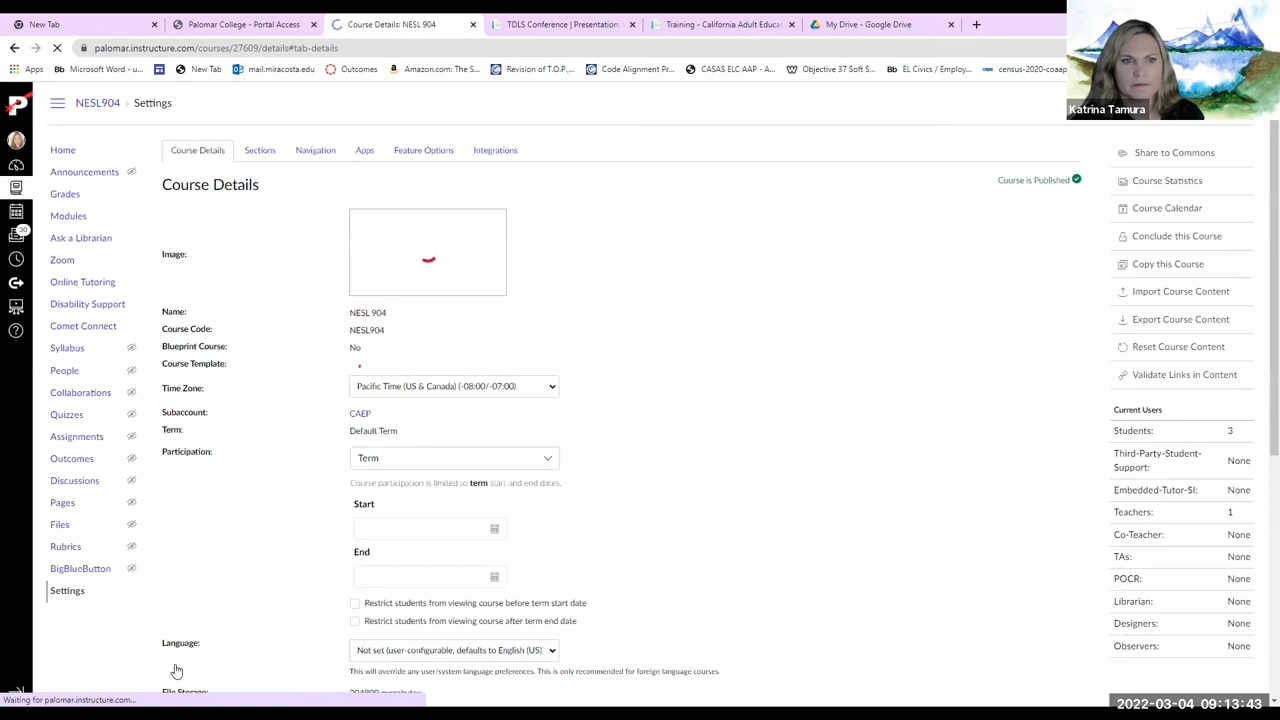 New Tab
Palomar College - Portal Access
Course Details: NESL 904
TDLS Conference | Presentation:
Training - California Adult Educa
My Drive - Google Drive
palomar.instructure.com/courses/27609/details#tab-details
Apps
Microsoft Word - u...
New Tab
mail.miracosta.edu
Outcomes
Amazon.com: The S...
Revision of T.O.P,...
Code Alignment Pr...
CASAS ELC AAP - A...
Objective 37 Soft S...
EL Civics / Employ...
census-2020-coaap
Katrina Tamura
NESL904 › Settings
Home
Announcements
Grades
Modules
Ask a Librarian
Zoom
Online Tutoring
Disability Support
Comet Connect
Syllabus
People
Collaborations
Quizzes
Assignments
Outcomes
Discussions
Pages
Files
Rubrics
BigBlueButton
Settings
30
Course Details
Sections
Navigation
Apps
Feature Options
Integrations
Course Details
Course is Published
Image:
Name: NESL 904
Course Code: NESL904
Blueprint Course: No
Course Template:
Time Zone: Pacific Time (US & Canada) (-08:00/-07:00)
Subaccount: CAEP
Term: Default Term
Participation: Term
Course participation is limited to term start and end dates.
Start
End
Restrict students from viewing course before term start date
Restrict students from viewing course after term end date
Language: Not set (user-configurable, defaults to English (US)
This will override any user/system language preferences. This is only recommended for foreign language courses
File Storage: 204800 megabytes
Share to Commons
Course Statistics
Course Calendar
Conclude this Course
Copy this Course
Import Course Content
Export Course Content
Reset Course Content
Validate Links in Content
Current Users
Students: 3
Third-Party-Student-
Support: None
Embedded-Tutor-SI: None
Teachers: 1
Co-Teacher: None
TAs: None
POCR: None
Librarian: None
Designers: None
Observers: None
Waiting for palomar.instructure.com...
2022-03-04 09:13:43